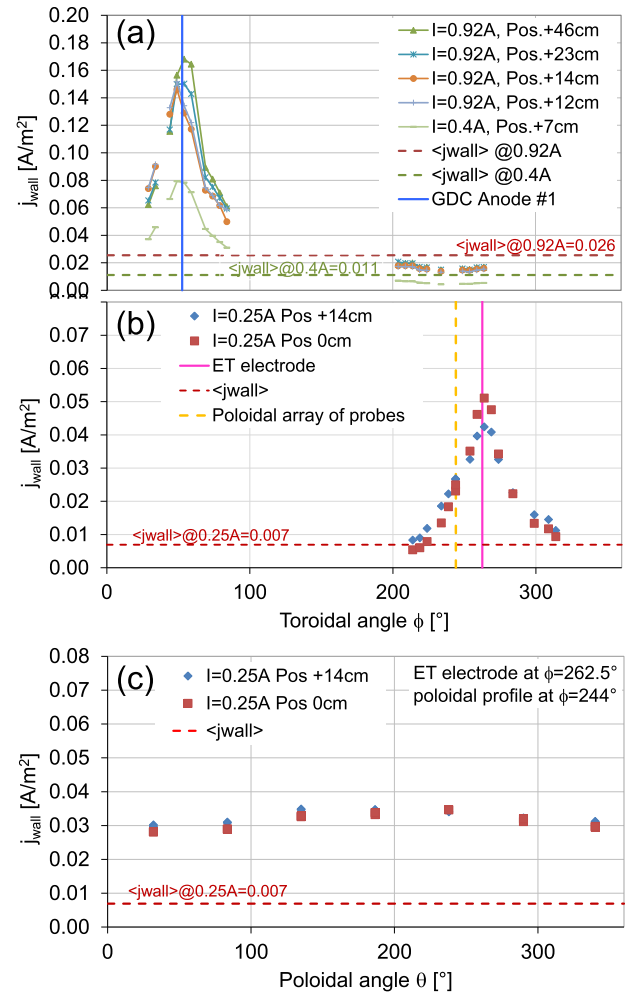 (a)
0.20
0.18
0.16
0.14
0.12
0.10
0.08
0.06
0.04
0.02
0.00
jwall [A/m2]
I=0.92A, Pos.+46cm
I=0.92A, Pos.+23cm
I=0.92A, Pos.+14cm
I=0.92A, Pos.+12cm
I=0.4A, Pos.+7cm
<jwall> @0.92A
<jwall> @0.4A
GDC Anode #1
<jwall>@0.92A=0.026
<jwall>@0.4A=0.011
(b)
0.08
0.07
0.06
0.05
0.04
0.03
0.02
0.01
0.00
jwall [A/m2]
I=0.25A Pos +14cm
I=0.25A Pos 0cm
ET electrode
<jwall>
Poloidal array of probes
<jwall>@0.25A=0.007
0
100
200
300
Toroidal angle ϕ [°]
(c)
0.08
0.07
0.06
0.05
0.04
0.03
0.02
0.01
0.00
jwall [A/m2]
I=0.25A Pos +14cm
I=0.25A Pos 0cm
<jwall>
ET electrode at ϕ=262.5°
poloidal profile at ϕ=244°
<jwall>@0.25A=0.007
0
100
200
300
Poloidal angle θ [°]